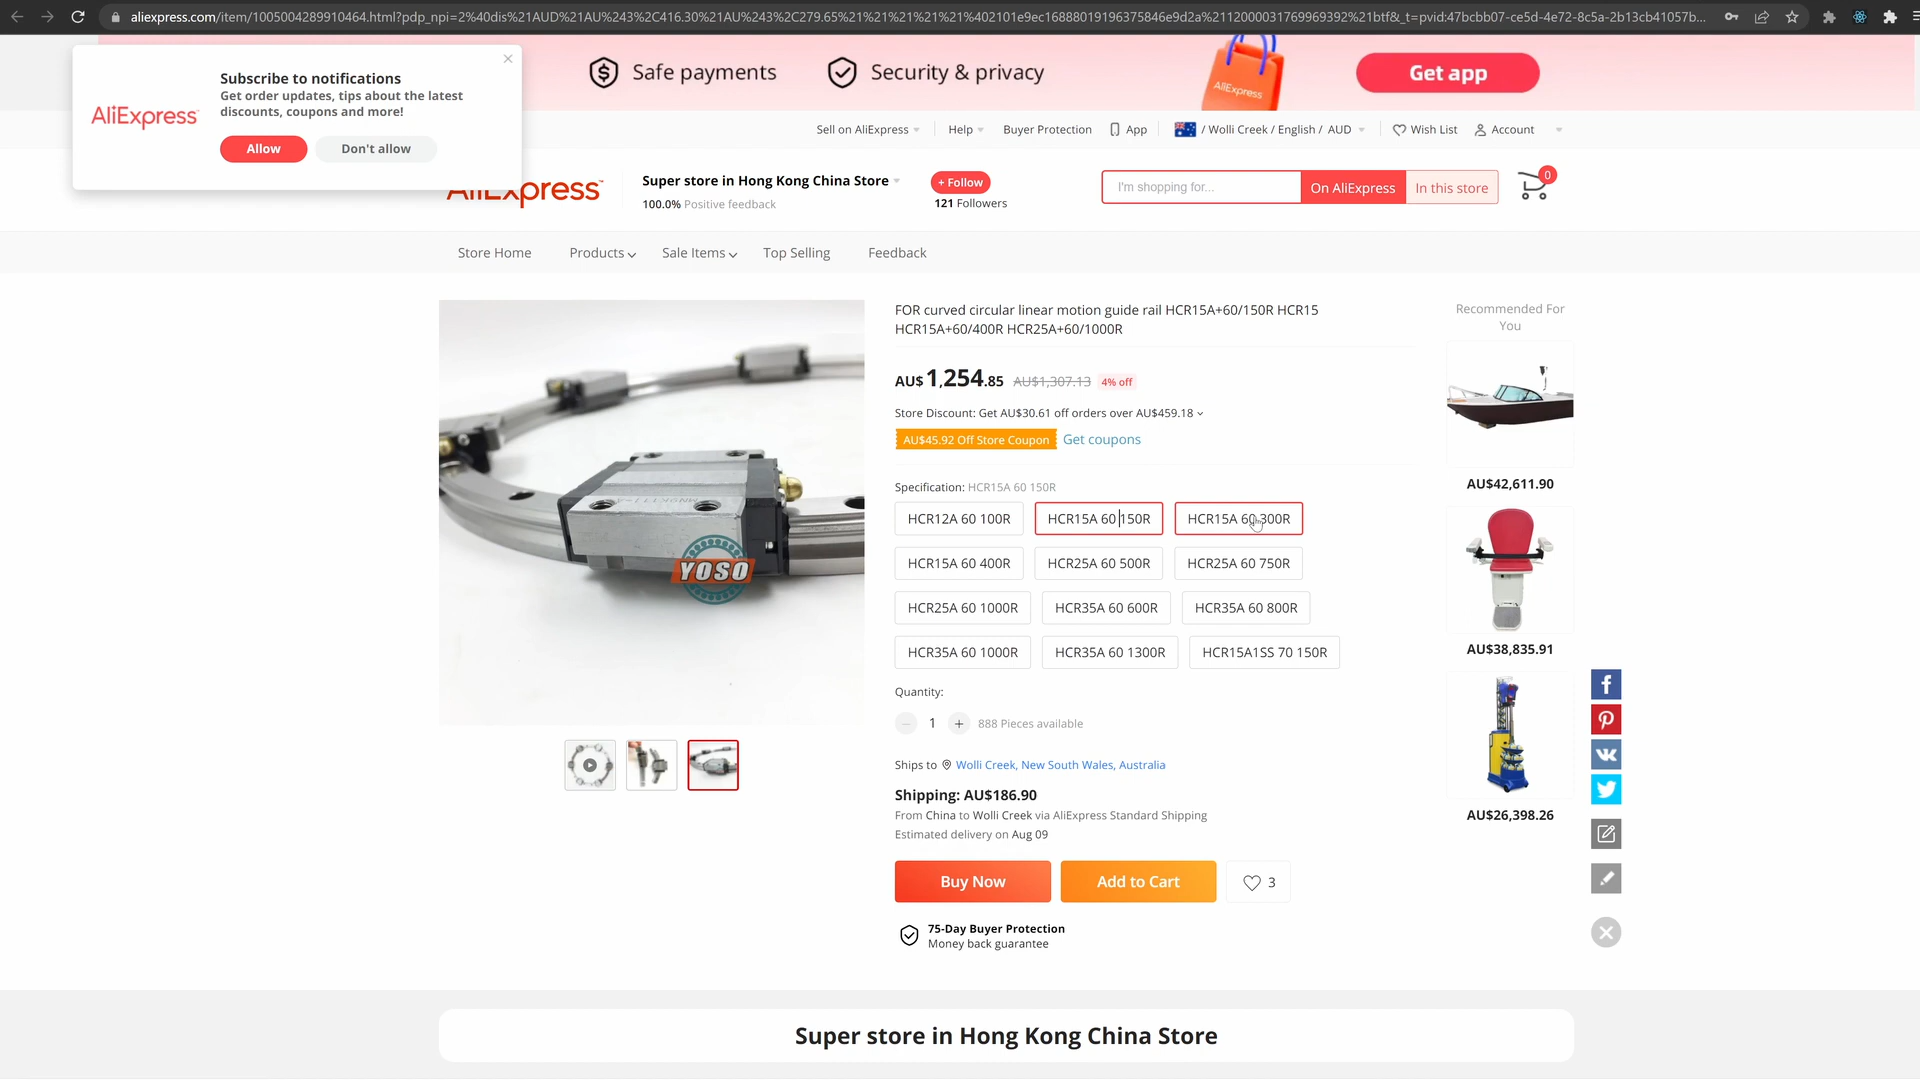 aliexpress.com/item/1005004289910464.html?pdp_npi=2%40dis%21AUD%21AU%243%2C416.30%21AU%243%2C279.65%21%21%21%21%21%402101e9ec16888019196375846e9d2a%2112000031769969392%21btf&_t=pvid:47bcbb07-ce5d-4e72-8c5a-2b13cb41057b...
Safe payments
Security & privacy
AliExpress
Get app
Subscribe to notifications
Get order updates, tips about the latest
discounts, coupons and more!
AliExpress
Allow
Don't allow
Sell on AliExpress
Help
Buyer Protection
App
/ Wolli Creek / English / AUD
Wish List
Account
AliExpress
Super store in Hong Kong China Store
100.0% Positive feedback
+ Follow
121 Followers
I'm shopping for...
On AliExpress
In this store
0
Store Home
Products
Sale Items
Top Selling
Feedback
FOR curved circular linear motion guide rail HCR15A+60/150R HCR15
HCR15A+60/400R HCR25A+60/1000R
AU$ 1,254.85 AU$1,307.13 4% off
Store Discount: Get AU$30.61 off orders over AU$459.18
AU$45.92 Off Store Coupon Get coupons
Specification: HCR15A 60 150R
HCR12A 60 100R
HCR15A 60 150R
HCR15A 60 300R
HCR15A 60 400R
HCR25A 60 500R
HCR25A 60 750R
HCR25A 60 1000R
HCR35A 60 600R
HCR35A 60 800R
HCR35A 60 1000R
HCR35A 60 1300R
HCR15A1SS 70 150R
YOSO
Quantity:
1
888 Pieces available
Ships to Wolli Creek, New South Wales, Australia
Shipping: AU$186.90
From China to Wolli Creek via AliExpress Standard Shipping
Estimated delivery on Aug 09
Buy Now
Add to Cart
3
75-Day Buyer Protection
Money back guarantee
Recommended For
You
AU$42,611.90
AU$38,835.91
AU$26,398.26
Super store in Hong Kong China Store